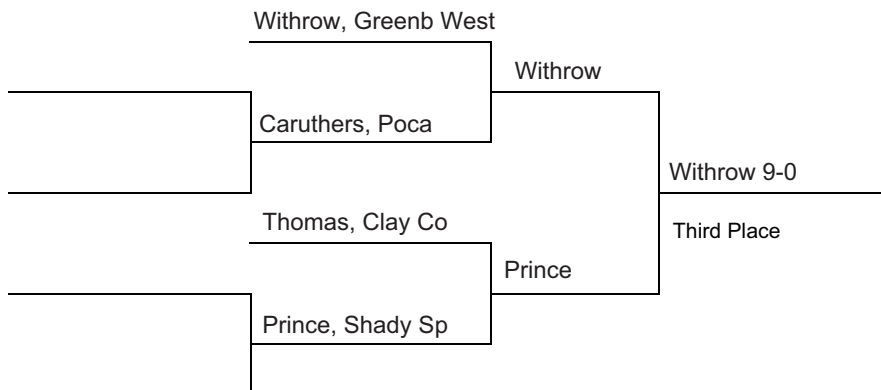 Withrow, Greenb West
Withrow
Caruthers, Poca
Withrow 9-0
Thomas, Clay Co
Third Place
Prince
Prince, Shady Sp